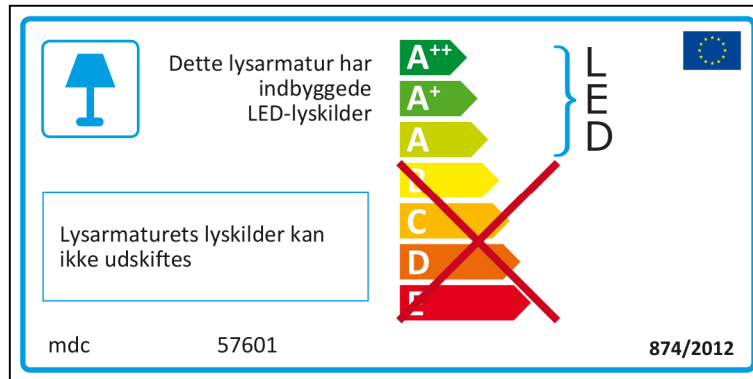 Dette lysarmatur har
indbyggede
LED-lyskilder
A++
A+
A
B
C
D
E
L
E
D
Lysarmaturets lyskilder kan
ikke udskiftes
mdc 57601 874/2012